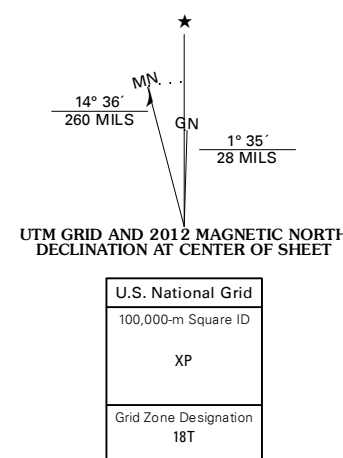 ★
MN
14° 36´
260 MILS
GN
1° 35´
28 MILS
UTM GRID AND 2012 MAGNETIC NORTH
DECLINATION AT CENTER OF SHEET
U.S. National Grid
100,000-m Square ID
XP
Grid Zone Designation
18T